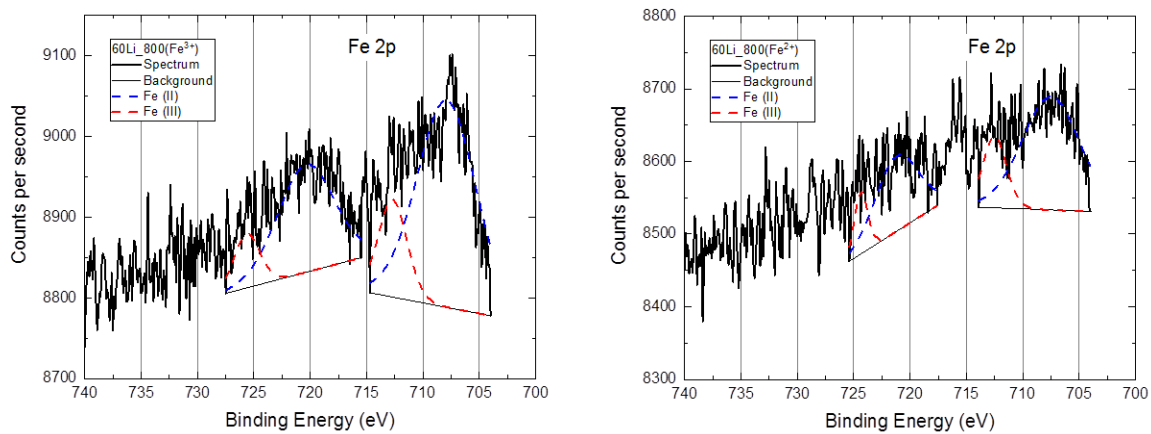 Fe 2p
60Li_800(Fe³⁺)
Spectrum
Background
Fe (II)
Fe (III)
Counts per second
9100
9000
8900
8800
8700
740 735 730 725 720 715 710 705 700
Binding Energy (eV)
Fe 2p
60Li_800(Fe²⁺)
Spectrum
Background
Fe (II)
Fe (III)
Counts per second
8800
8700
8600
8500
8400
8300
740 735 730 725 720 715 710 705 700
Binding Energy (eV)